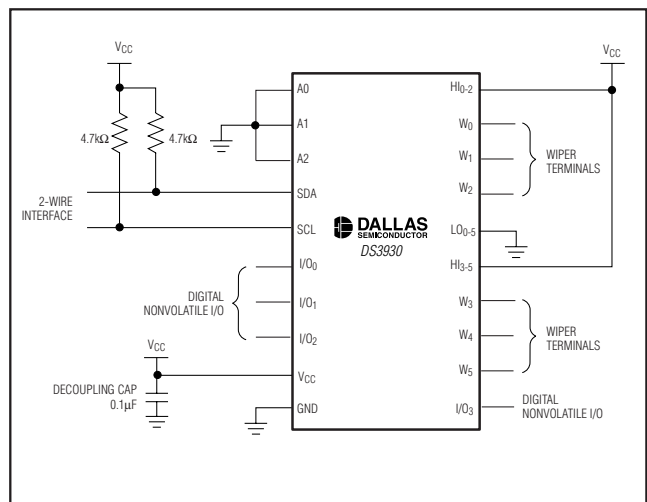 VCC
VCC
4.7kΩ
4.7kΩ
2-WIRE
INTERFACE
DIGITAL
NONVOLATILE I/O
VCC
DECOUPLING CAP
0.1µF
A0
A1
A2
SDA
SCL
I/O0
I/O1
I/O2
VCC
GND
DALLAS
SEMICONDUCTOR
DS3930
HI0-2
W0
W1
W2
LO0-5
HI3-5
W3
W4
W5
I/O3
WIPER
TERMINALS
WIPER
TERMINALS
DIGITAL
NONVOLATILE I/O